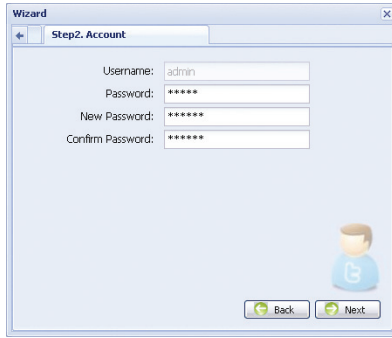 Wizard
Step2. Account
Username: admin
Password: *****
New Password: ******
Confirm Password: ******
Back Next